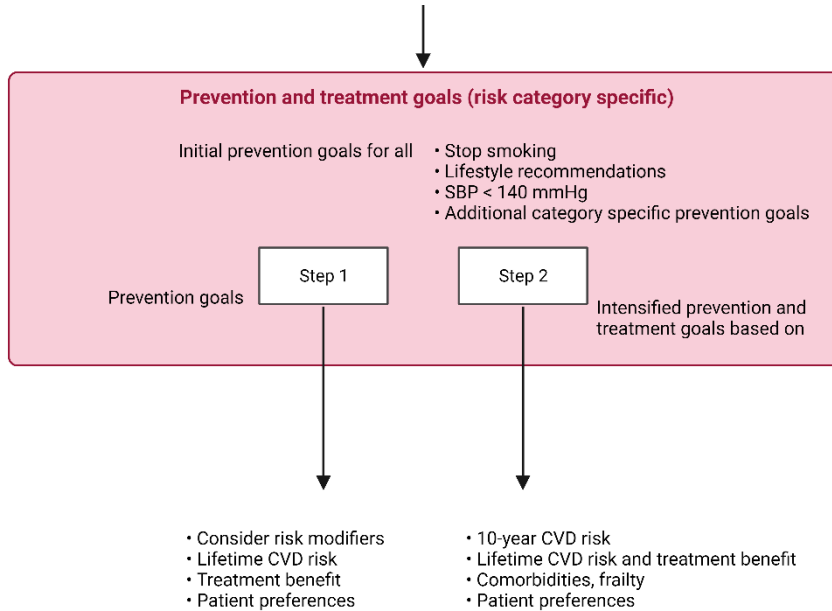 Prevention and treatment goals (risk category specific)
Initial prevention goals for all
• Stop smoking
• Lifestyle recommendations
• SBP < 140 mmHg
• Additional category specific prevention goals
Step 1
Step 2
Prevention goals
Intensified prevention and
treatment goals based on
• Consider risk modifiers
• Lifetime CVD risk
• Treatment benefit
• Patient preferences
• 10-year CVD risk
• Lifetime CVD risk and treatment benefit
• Comorbidities, frailty
• Patient preferences